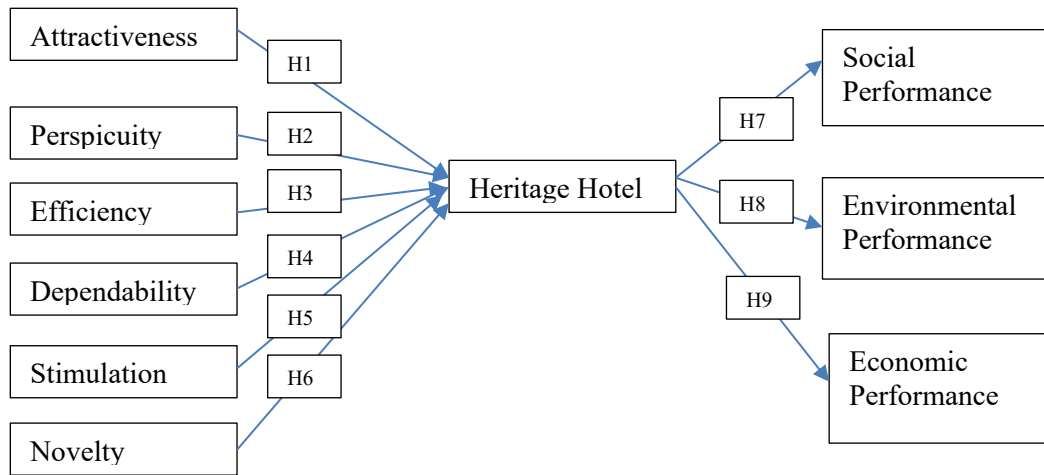 Attractiveness
H1
Perspicuity
H2
Efficiency
H3
Dependability
H4
Stimulation
H5
Novelty
H6
Heritage Hotel
H7
Social
Performance
H8
Environmental
Performance
H9
Economic
Performance